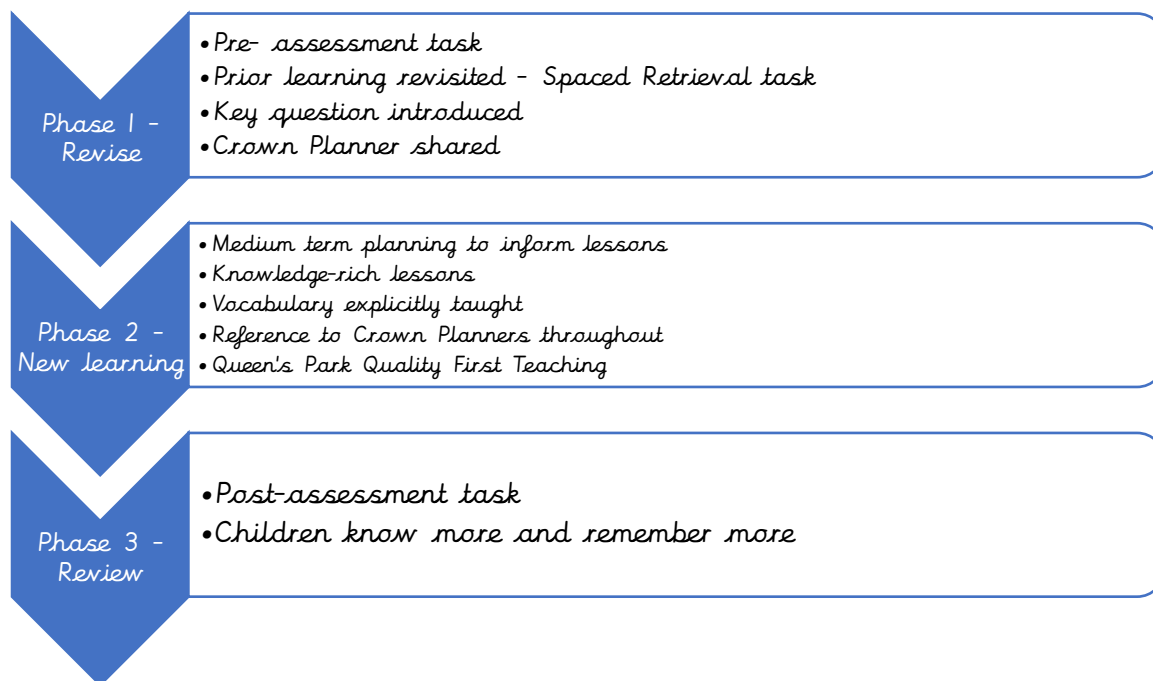 Phase 1 -
Revise
•Pre- assessment task
•Prior learning revisited - Spaced Retrieval task
•Key question introduced
•Crown Planner shared
Phase 2 -
New learning
•Medium term planning to inform lessons
•Knowledge-rich lessons
•Vocabulary explicitly taught
•Reference to Crown Planners throughout
•Queen's Park Quality First Teaching
Phase 3 -
Review
•Post-assessment task
•Children know more and remember more